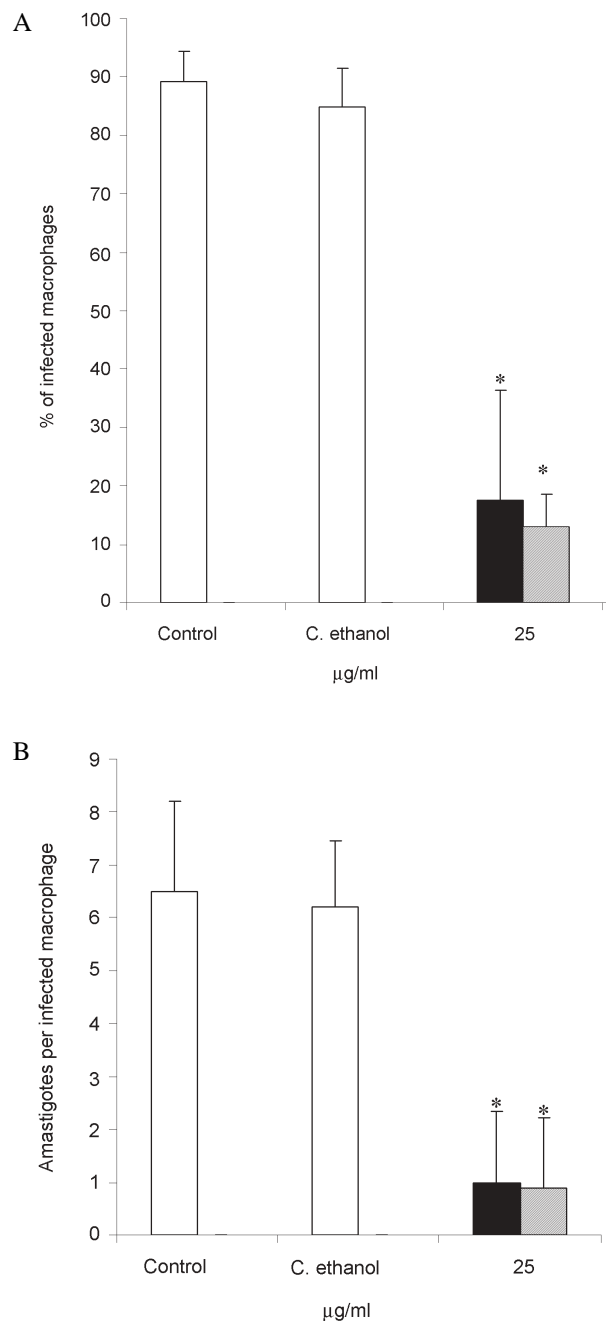 A
% of infected macrophages
100
90
80
70
60
50
40
30
20
10
0
*
*
Control
C. ethanol
25
µg/ml
B
Amastigotes per infected macrophage
9
8
7
6
5
4
3
2
1
0
*
*
Control
C. ethanol
25
µg/ml